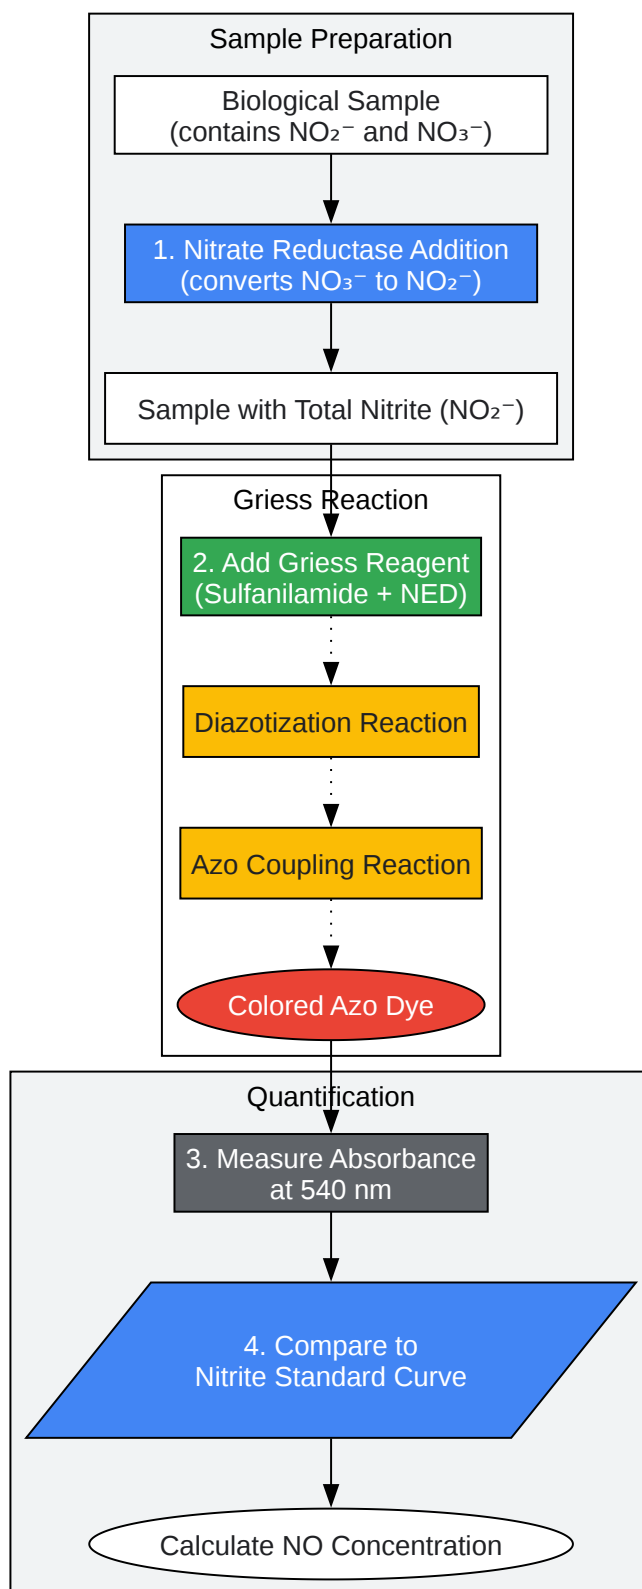 Sample Preparation
Biological Sample
(contains NO₂⁻ and NO₃⁻)
1. Nitrate Reductase Addition
(converts NO₃⁻ to NO₂⁻)
Sample with Total Nitrite (NO₂⁻)
Griess Reaction
2. Add Griess Reagent
(Sulfanilamide + NED)
Diazotization Reaction
Azo Coupling Reaction
Colored Azo Dye
Quantification
3. Measure Absorbance
at 540 nm
4. Compare to
Nitrite Standard Curve
Calculate NO Concentration